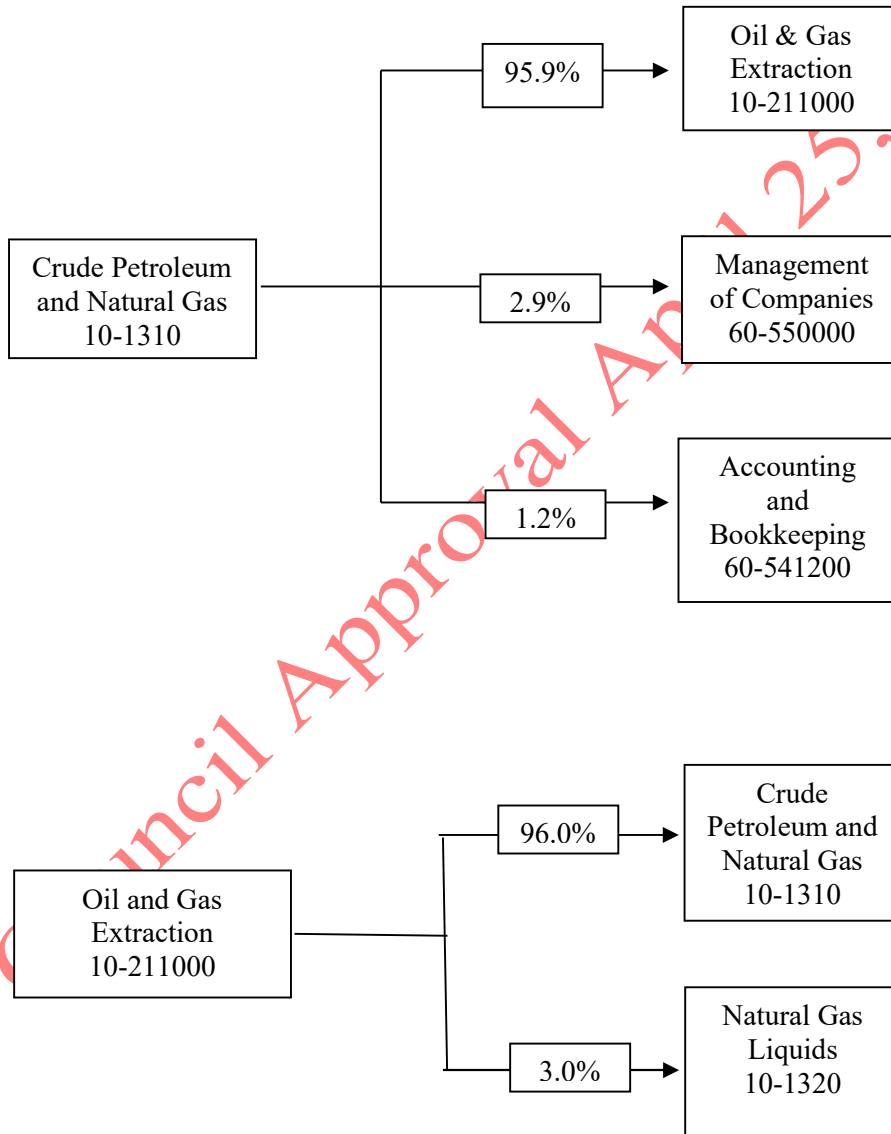 95.9%
Oil & Gas
Extraction
10-211000
Crude Petroleum
and Natural Gas
10-1310
2.9%
Management
of Companies
60-550000
1.2%
Accounting
and
Bookkeeping
60-541200
Oil and Gas
Extraction
10-211000
96.0%
Crude
Petroleum and
Natural Gas
10-1310
3.0%
Natural Gas
Liquids
10-1320
Approval
25,